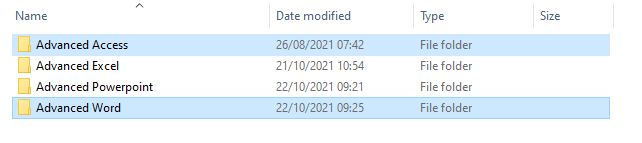 Name Date modified Type Size
Advanced Access 26/08/2021 07:42 File folder
Advanced Excel 21/10/2021 10:54 File folder
Advanced Powerpoint 22/10/2021 09:21 File folder
Advanced Word 22/10/2021 09:25 File folder